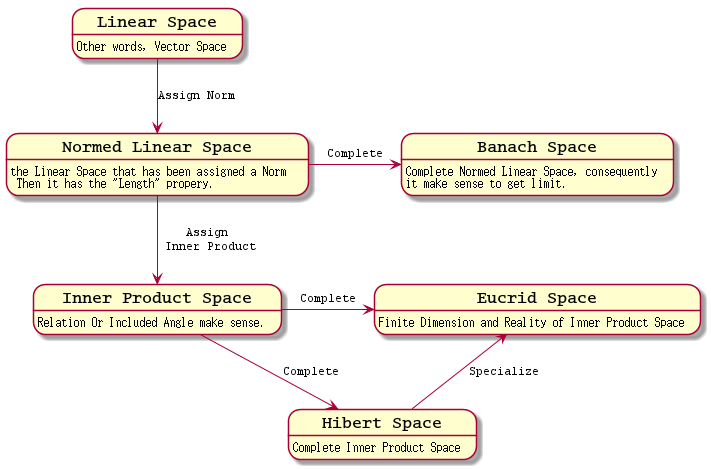 Linear Space
Other words, Vector Space
Assign Norm
Normed Linear Space
the Linear Space that has been assigned a Norm
Then it has the "Length" propery.
Complete
Banach Space
Complete Normed Linear Space, consequently
it make sense to get limit.
Assign
Inner Product
Inner Product Space
Relation Or Included Angle make sense.
Complete
Eucrid Space
Finite Dimension and Reality of Inner Product Space
Complete
Specialize
Hibert Space
Complete Inner Product Space